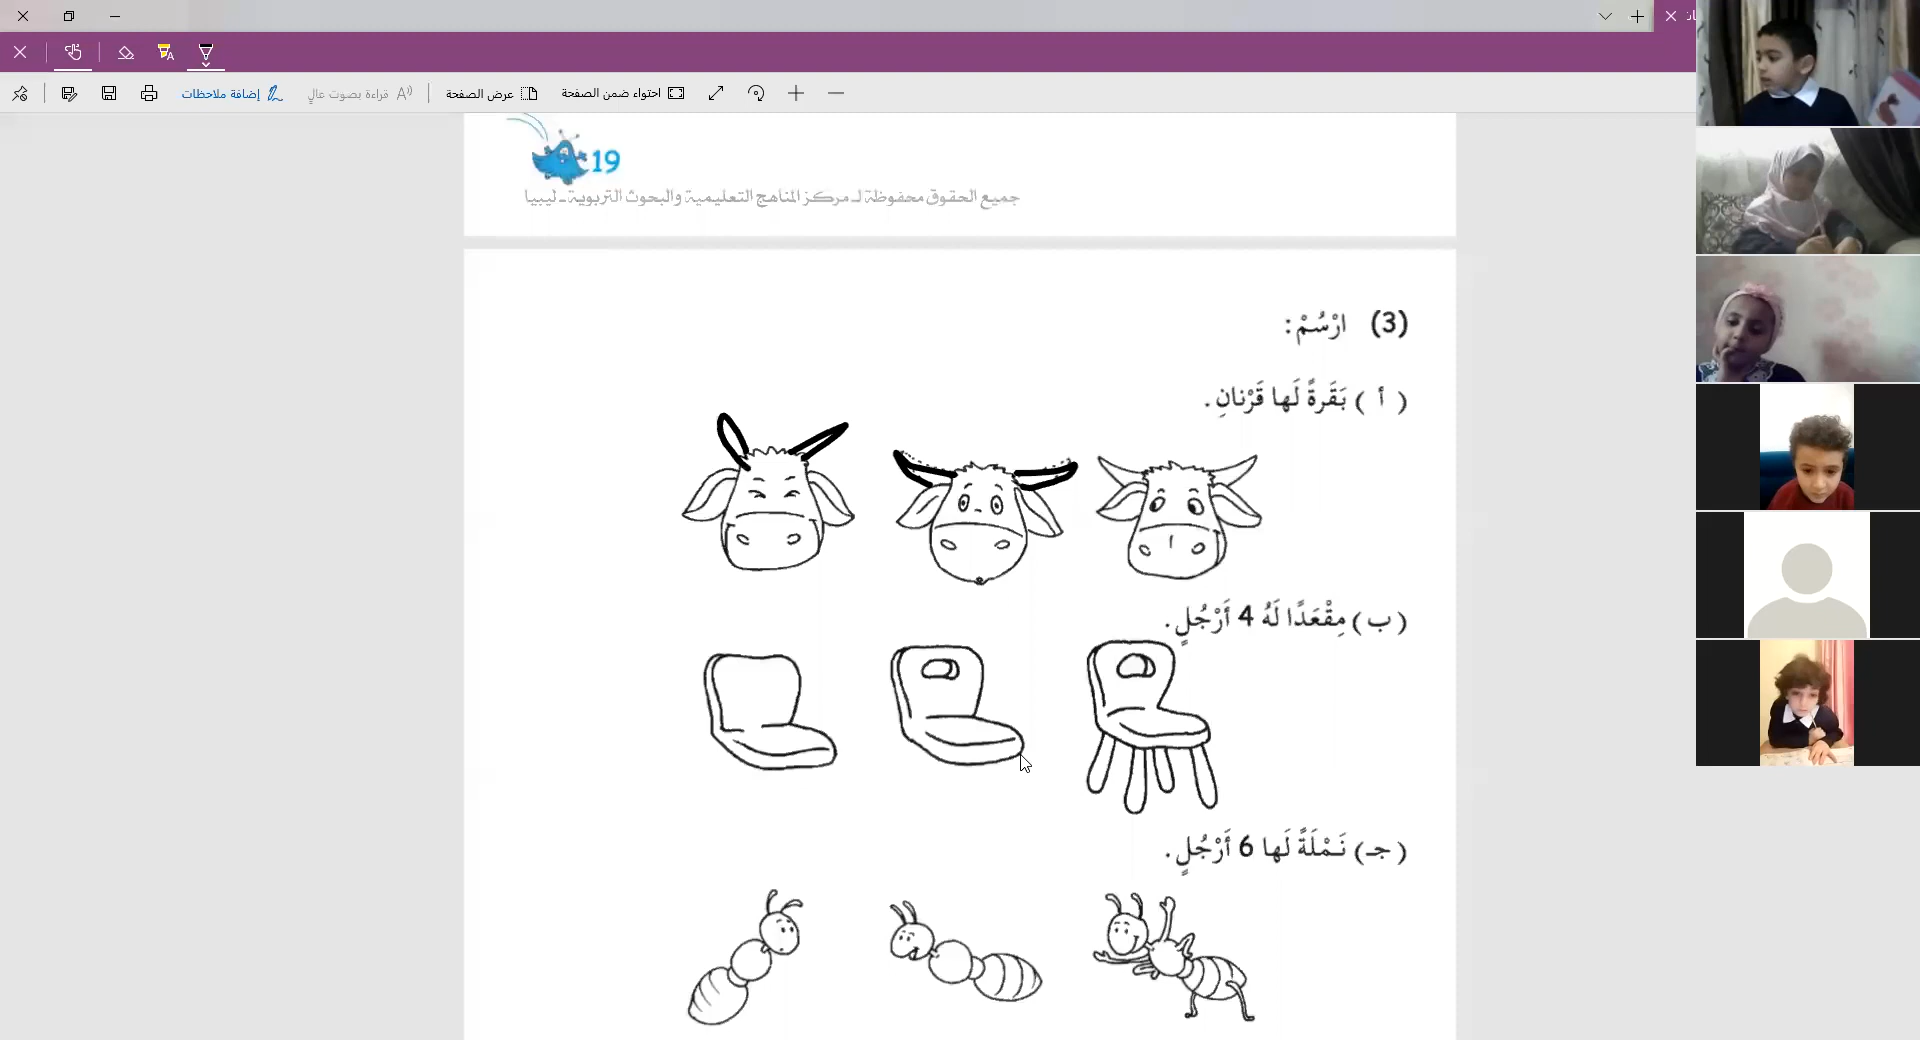 إضافة ملاحظات
قراءة بصوت عالٍ
عرض الصفحة
احتواء ضمن الصفحة
19
جميع الحقوق محفوظة لـ مركز المناهج التعليمية والبحوث التربوية ـ ليبيا
(3) ارْسُمْ:
( أ ) بَقَرةً لَها قَرْنانِ.
(ب) مِقْعَدًا لَهُ 4 أَرْجُلٍ.
(جـ) نَمْلَةً لَها 6 أَرْجُلٍ.